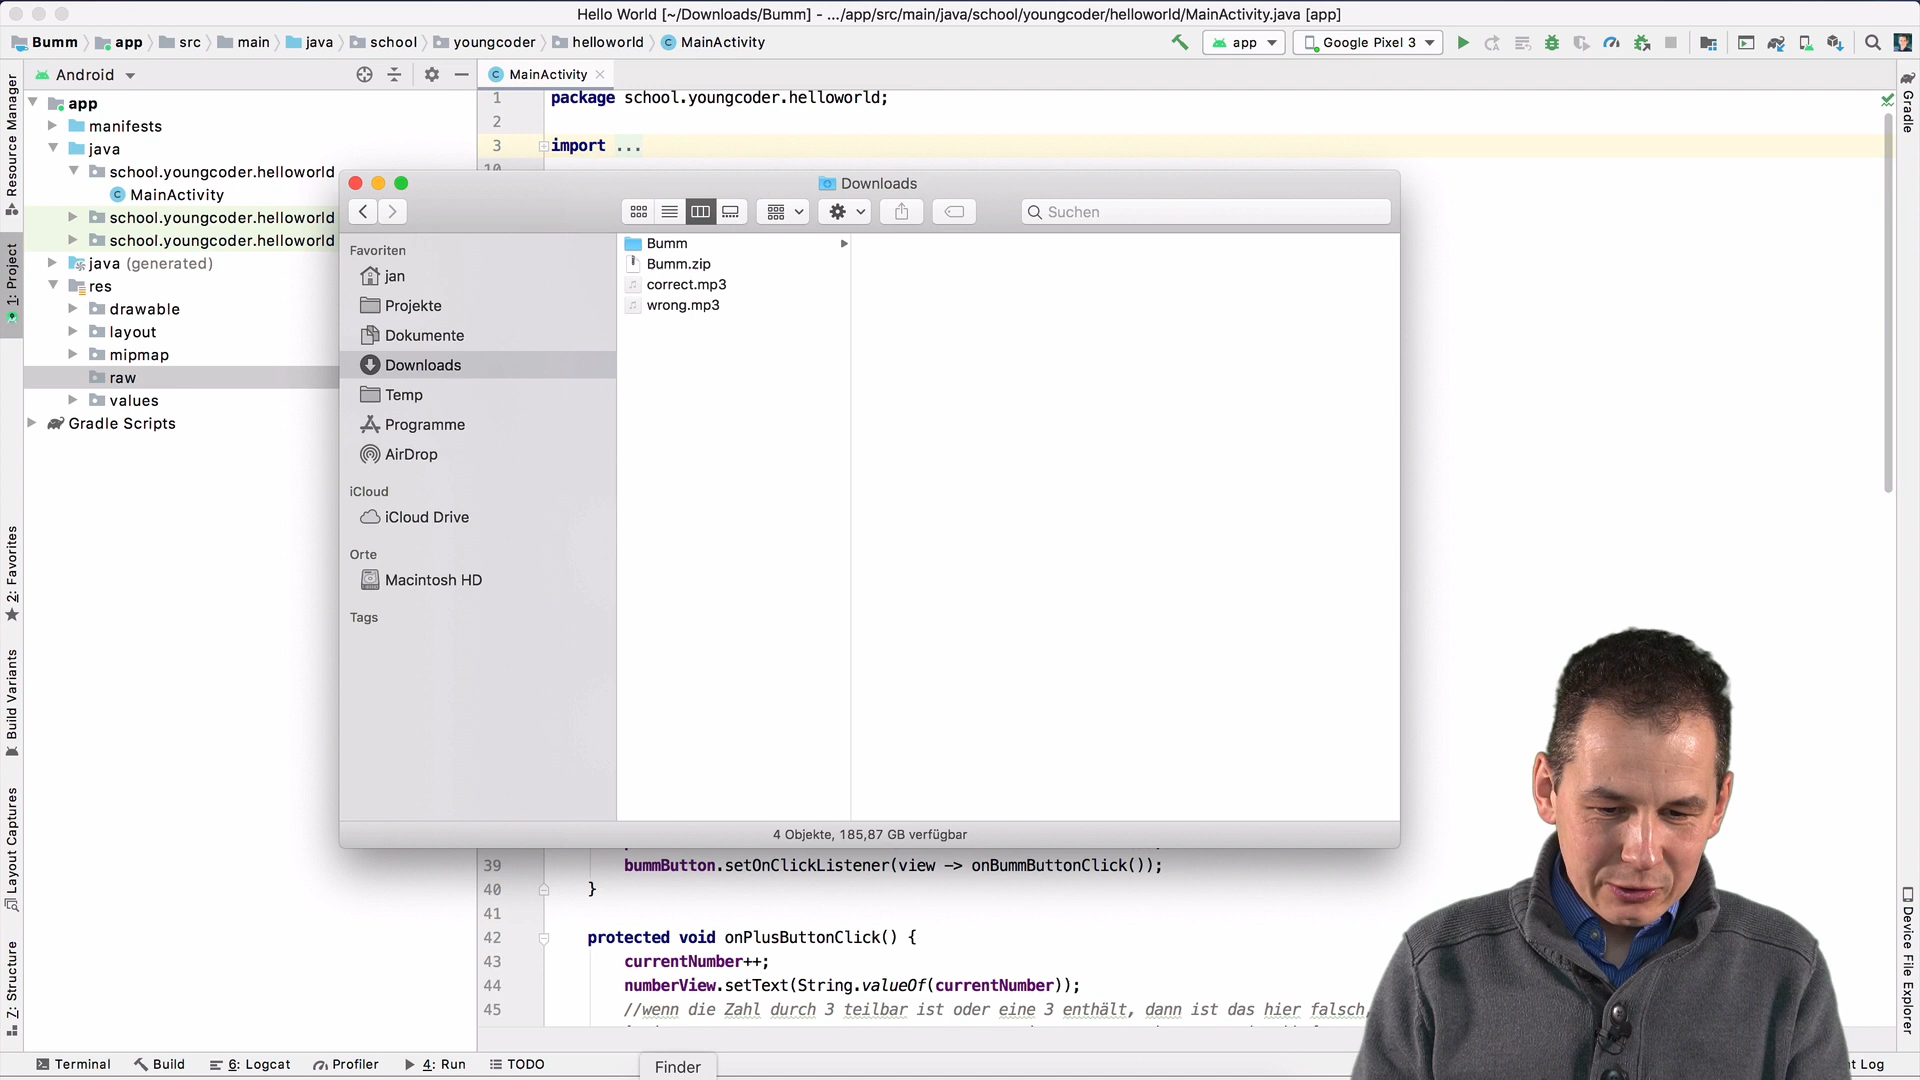 Hello World [~/Downloads/Bumm] - .../app/src/main/java/school/youngcoder/helloworld/MainActivity.java [app]
Bumm app src main java school youngcoder helloworld MainActivity
app Google Pixel 3
Android
MainActivity
Resource Manager
1: Project
2: Favorites
Build Variants
Layout Captures
Z: Structure
app
manifests
java
school.youngcoder.helloworld
MainActivity
school.youngcoder.helloworld
school.youngcoder.helloworld
java (generated)
res
drawable
layout
mipmap
raw
values
Gradle Scripts
1 package school.youngcoder.helloworld;
2
3 import ...
10
Downloads
Suchen
Favoriten
jan
Projekte
Dokumente
Downloads
Temp
Programme
AirDrop
iCloud
iCloud Drive
Orte
Macintosh HD
Tags
Bumm
Bumm.zip
correct.mp3
wrong.mp3
4 Objekte, 185,87 GB verfügbar
39 bummButton.setOnClickListener(view -> onBummButtonClick());
40 }
41
42 protected void onPlusButtonClick() {
43 currentNumber++;
44 numberView.setText(String.valueOf(currentNumber));
45 //wenn die Zahl durch 3 teilbar ist oder eine 3 enthält, dann ist das hier falsch,
Gradle
Device File Explorer
Terminal Build 6: Logcat Profiler 4: Run TODO
Finder
t Log